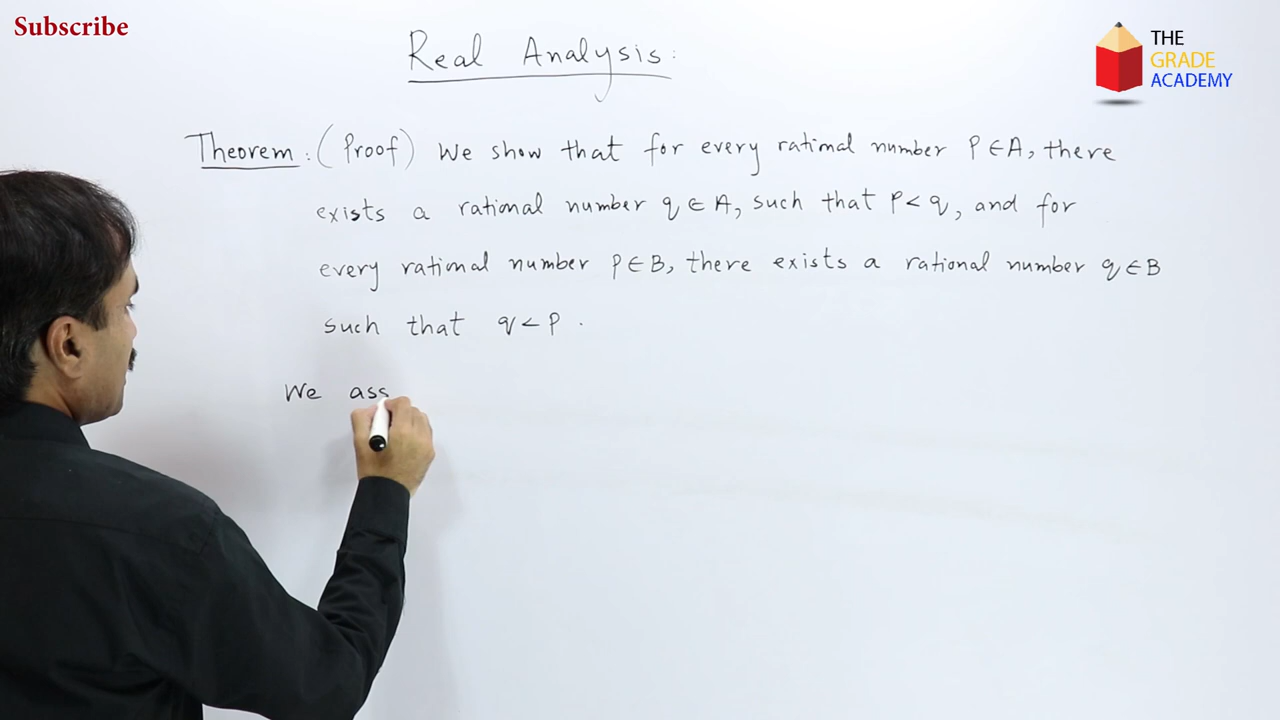 Subscribe
Real Analysis:
THE
GRADE
ACADEMY
Theorem: (Proof) We show that for every rational number p ∈ A, there
exists a rational number q ∈ A, such that p < q, and for
every rational number p ∈ B, there exists a rational number q ∈ B
such that q < p.
We ass